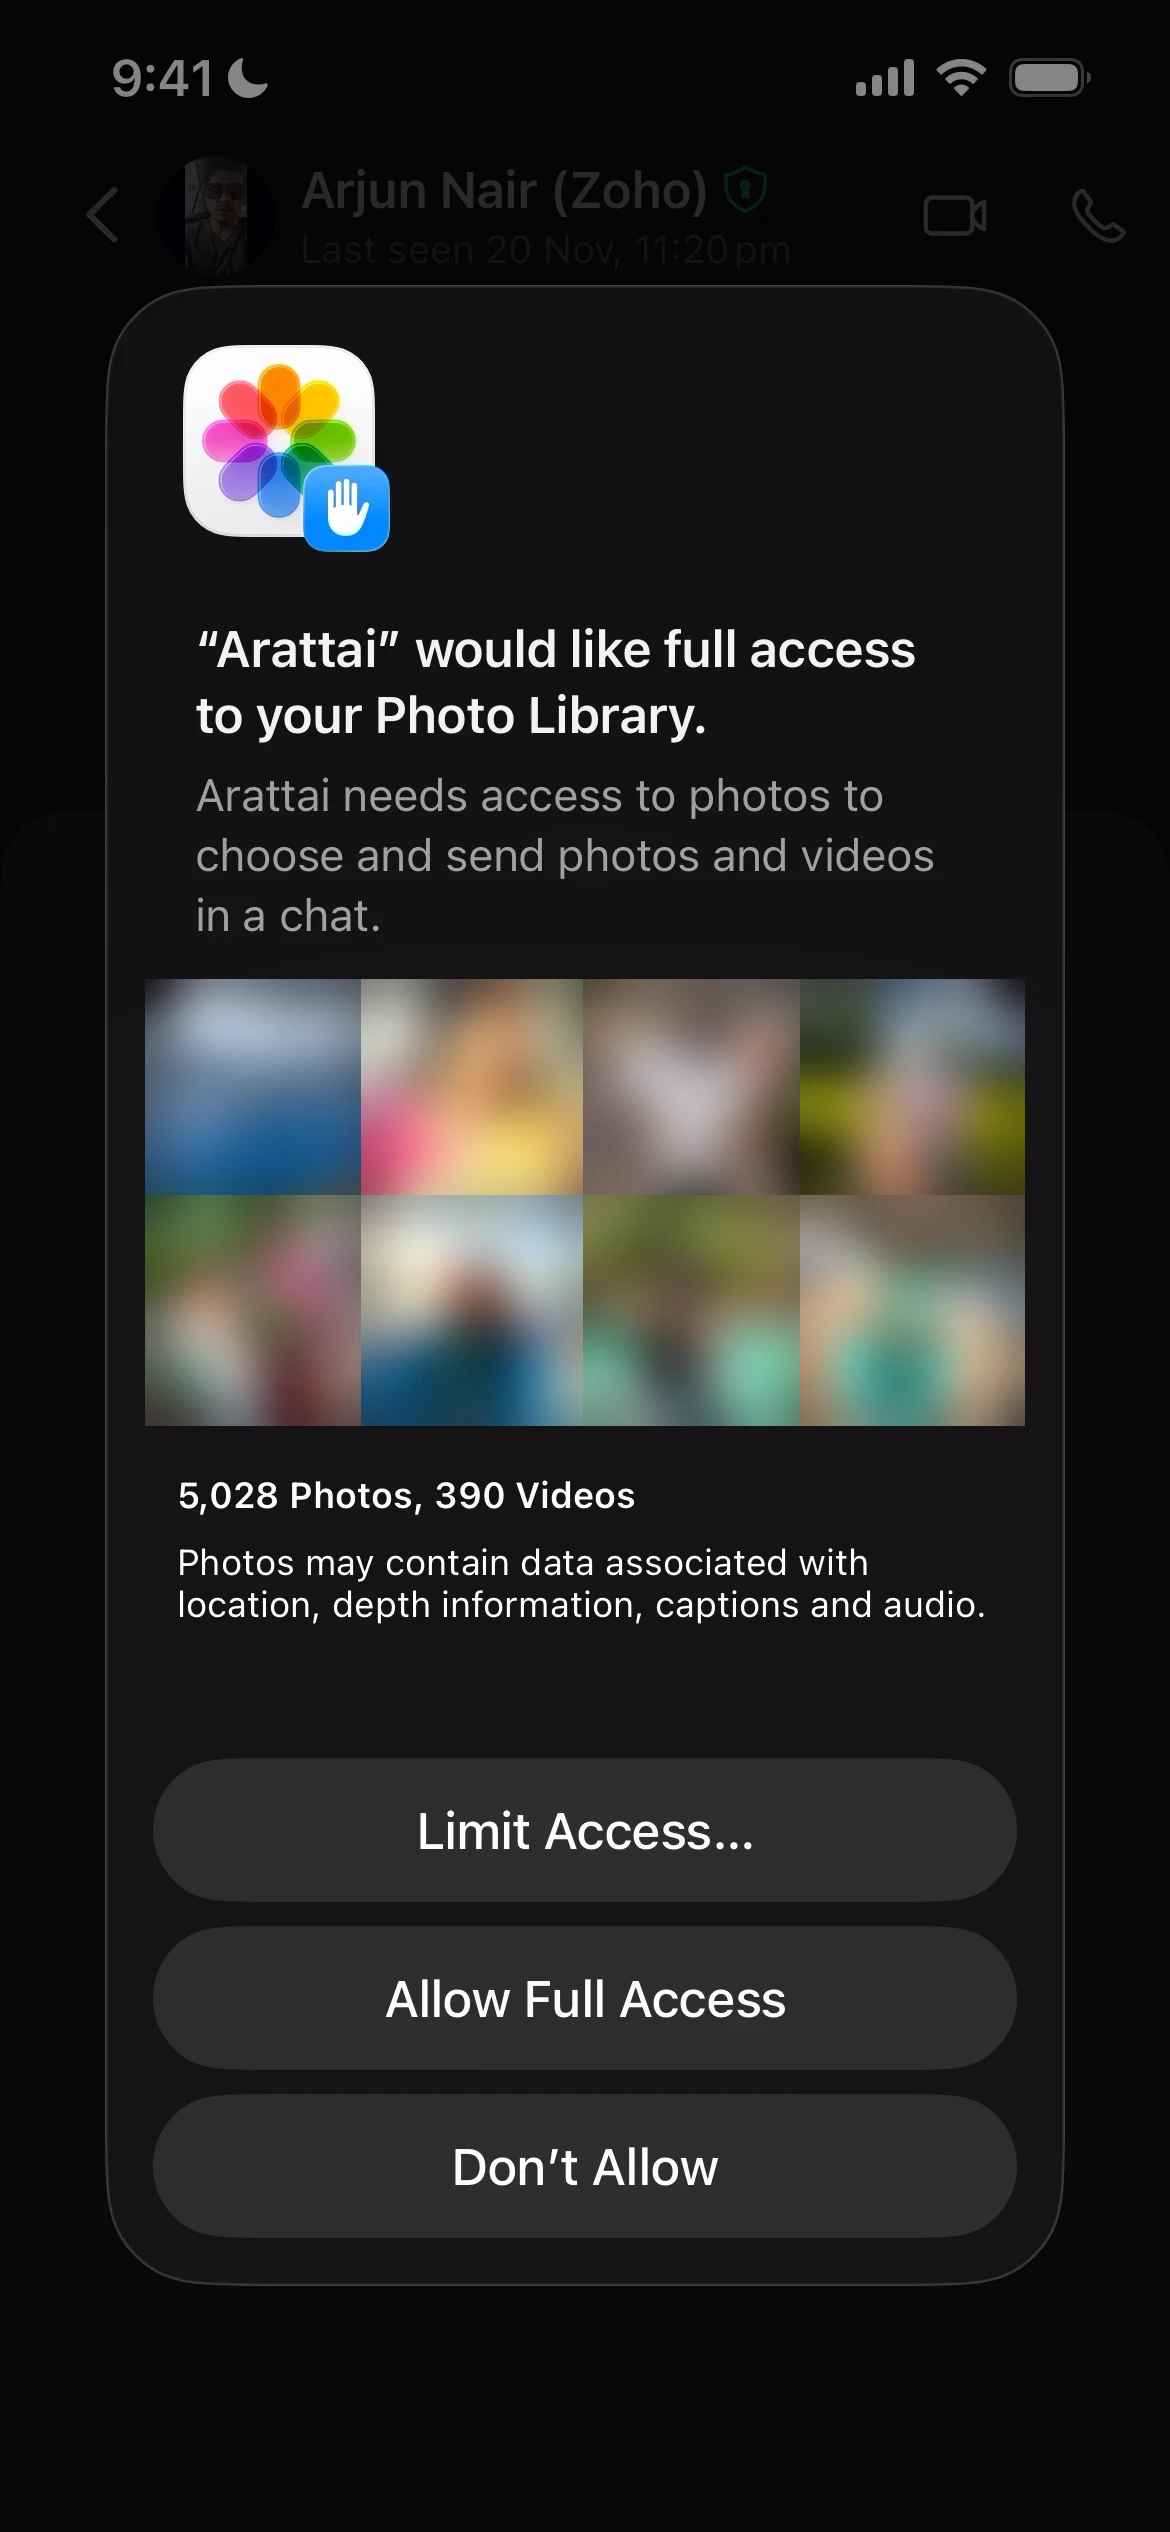 9:41
Arjun Nair (Zoho)
Last seen 20 Nov, 11:20 pm
“Arattai” would like full access
to your Photo Library.
Arattai needs access to photos to
choose and send photos and videos
in a chat.
5,028 Photos, 390 Videos
Photos may contain data associated with
location, depth information, captions and audio.
Limit Access...
Allow Full Access
Don’t Allow